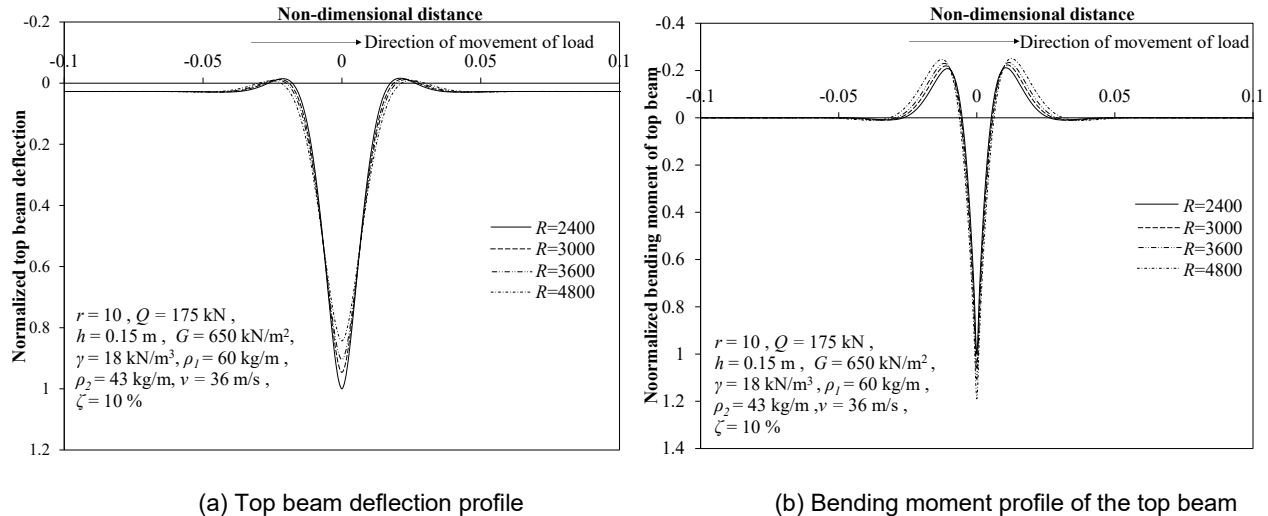 Non-dimensional distance
Direction of movement of load
-0.2
-0.1
-0.05
0
0.05
0.1
0
0.2
0.4
0.6
0.8
1
1.2
Normalized top beam deflection
R=2400
R=3000
R=3600
R=4800
r = 10 , Q = 175 kN ,
h = 0.15 m , G = 650 kN/m²,
γ = 18 kN/m³, ρ₁ = 60 kg/m ,
ρ₂ = 43 kg/m, v = 36 m/s ,
ζ = 10 %
(a) Top beam deflection profile
Non-dimensional distance
Direction of movement of load
-0.4
-0.2
-0.1
-0.05
0
0.05
0.1
0
0.2
0.4
0.6
0.8
1
1.2
1.4
Noormalized bending moment of top beam
R=2400
R=3000
R=3600
R=4800
r = 10 , Q = 175 kN ,
h = 0.15 m , G = 650 kN/m² ,
γ = 18 kN/m³ , ρ₁ = 60 kg/m ,
ρ₂ = 43 kg/m ,v = 36 m/s ,
ζ = 10 %
(b) Bending moment profile of the top beam